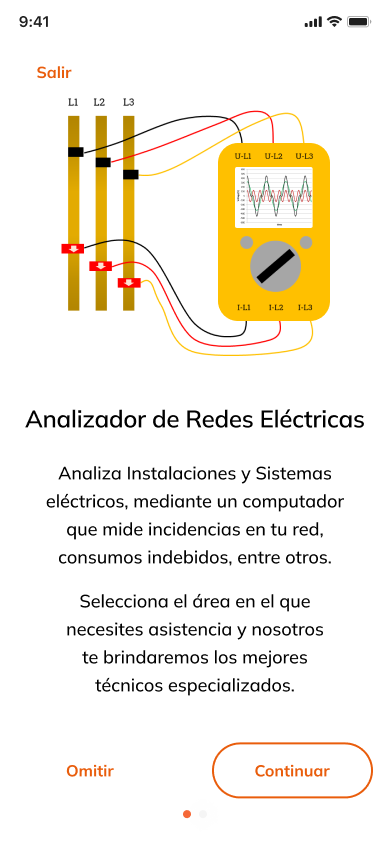 9:41
Salir
L1 L2 L3
U-L1 U-L2 U-L3
I-L1 I-L2 I-L3
Analizador de Redes Eléctricas
Analiza Instalaciones y Sistemas
eléctricos, mediante un computador
que mide incidencias en tu red,
consumos indebidos, entre otros.
Selecciona el área en el que
necesites asistencia y nosotros
te brindaremos los mejores
técnicos especializados.
Omitir
Continuar